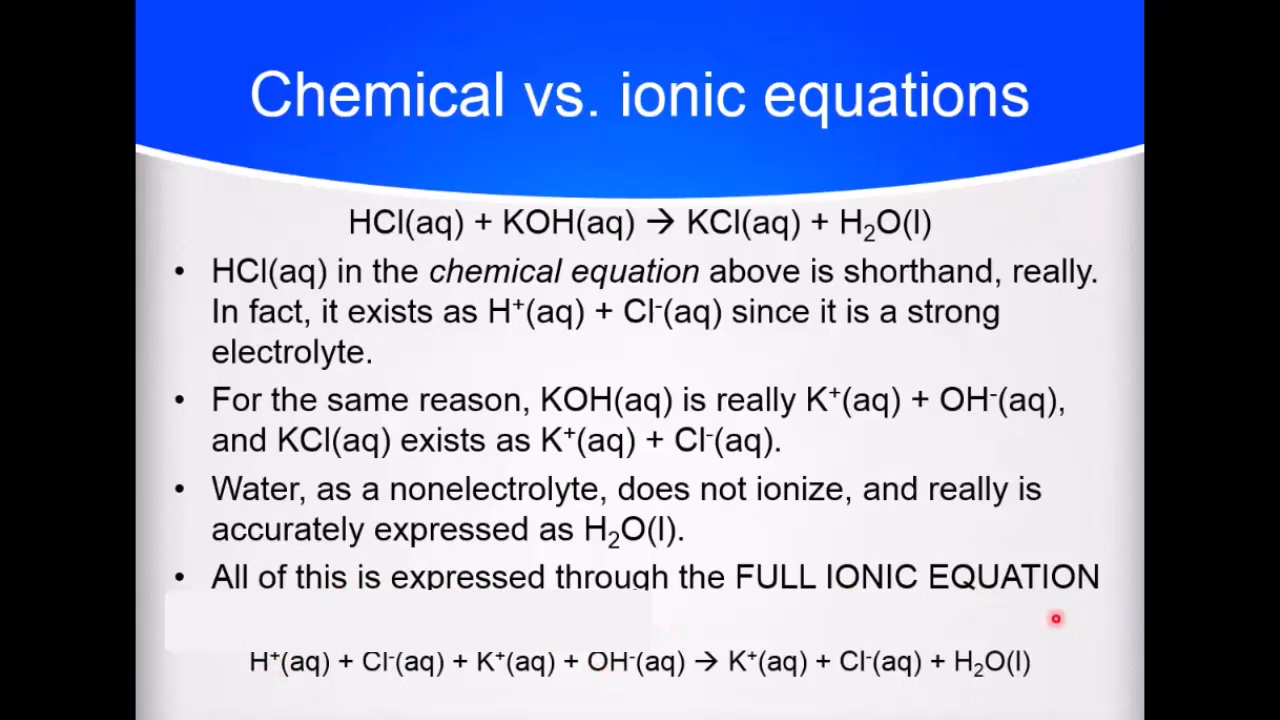 Chemical vs. ionic equations
HCl(aq) + KOH(aq) → KCl(aq) + H₂O(l)
• HCl(aq) in the chemical equation above is shorthand, really.
In fact, it exists as H⁺(aq) + Cl⁻(aq) since it is a strong
electrolyte.
• For the same reason, KOH(aq) is really K⁺(aq) + OH⁻(aq),
and KCl(aq) exists as K⁺(aq) + Cl⁻(aq).
• Water, as a nonelectrolyte, does not ionize, and really is
accurately expressed as H₂O(l).
• All of this is expressed through the FULL IONIC EQUATION
H⁺(aq) + Cl⁻(aq) + K⁺(aq) + OH⁻(aq) → K⁺(aq) + Cl⁻(aq) + H₂O(l)